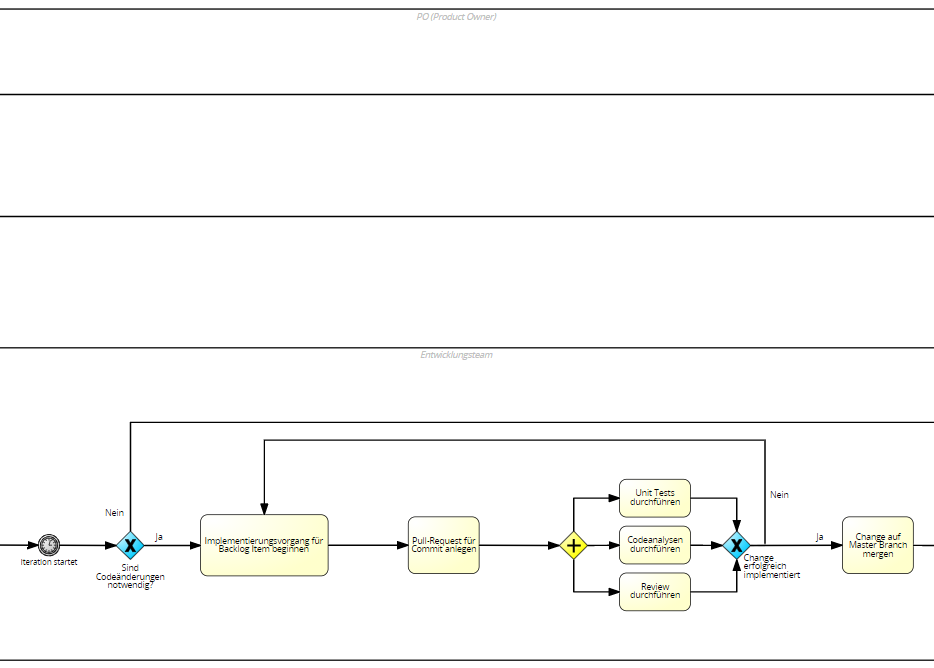 PO (Product Owner)
Entwicklungsteam
Iteration startet
Nein
Ja
Sind
Codeänderungen
notwendig?
Implementierungsvorgang für
Backlog Item beginnen
Pull-Request für
Commit anlegen
Unit Tests
durchführen
Codeanalysen
durchführen
Review
durchführen
Nein
Change
erfolgreich
implementiert
Ja
Change auf
Master Branch
mergen